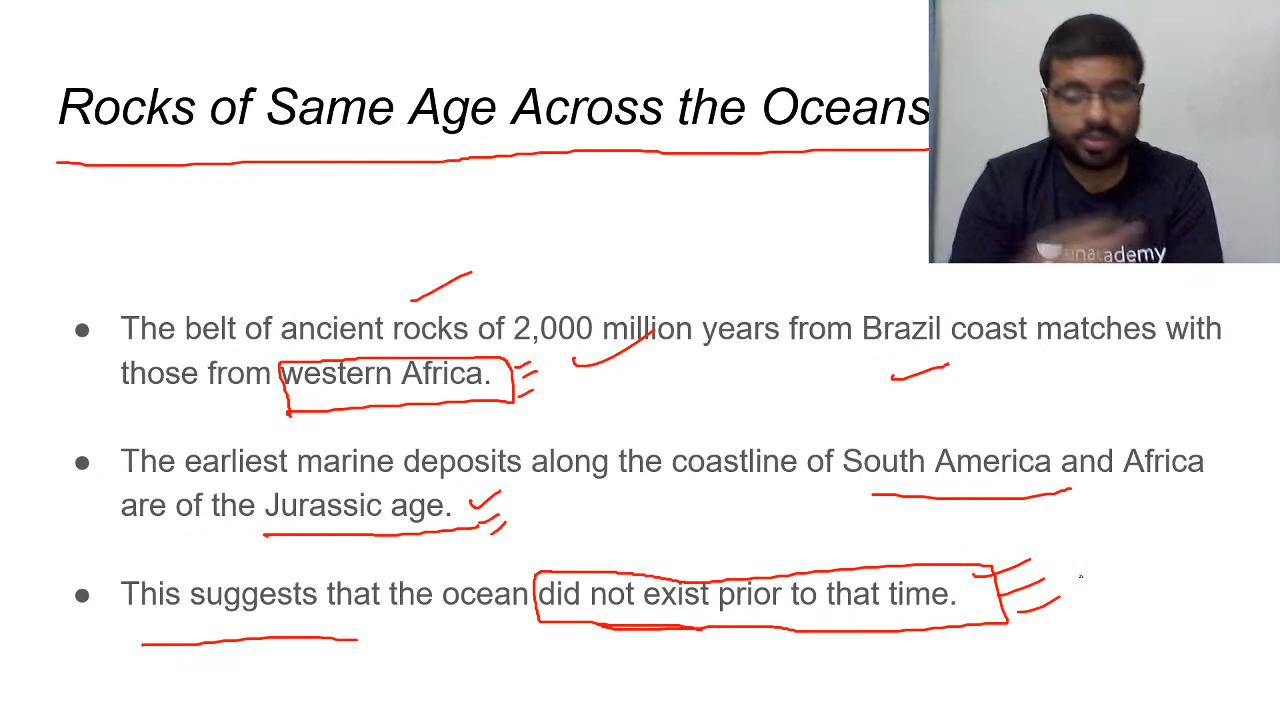 Rocks of Same Age Across the Oceans
unacademy
● The belt of ancient rocks of 2,000 million years from Brazil coast matches with
those from western Africa.
● The earliest marine deposits along the coastline of South America and Africa
are of the Jurassic age.
● This suggests that the ocean did not exist prior to that time.